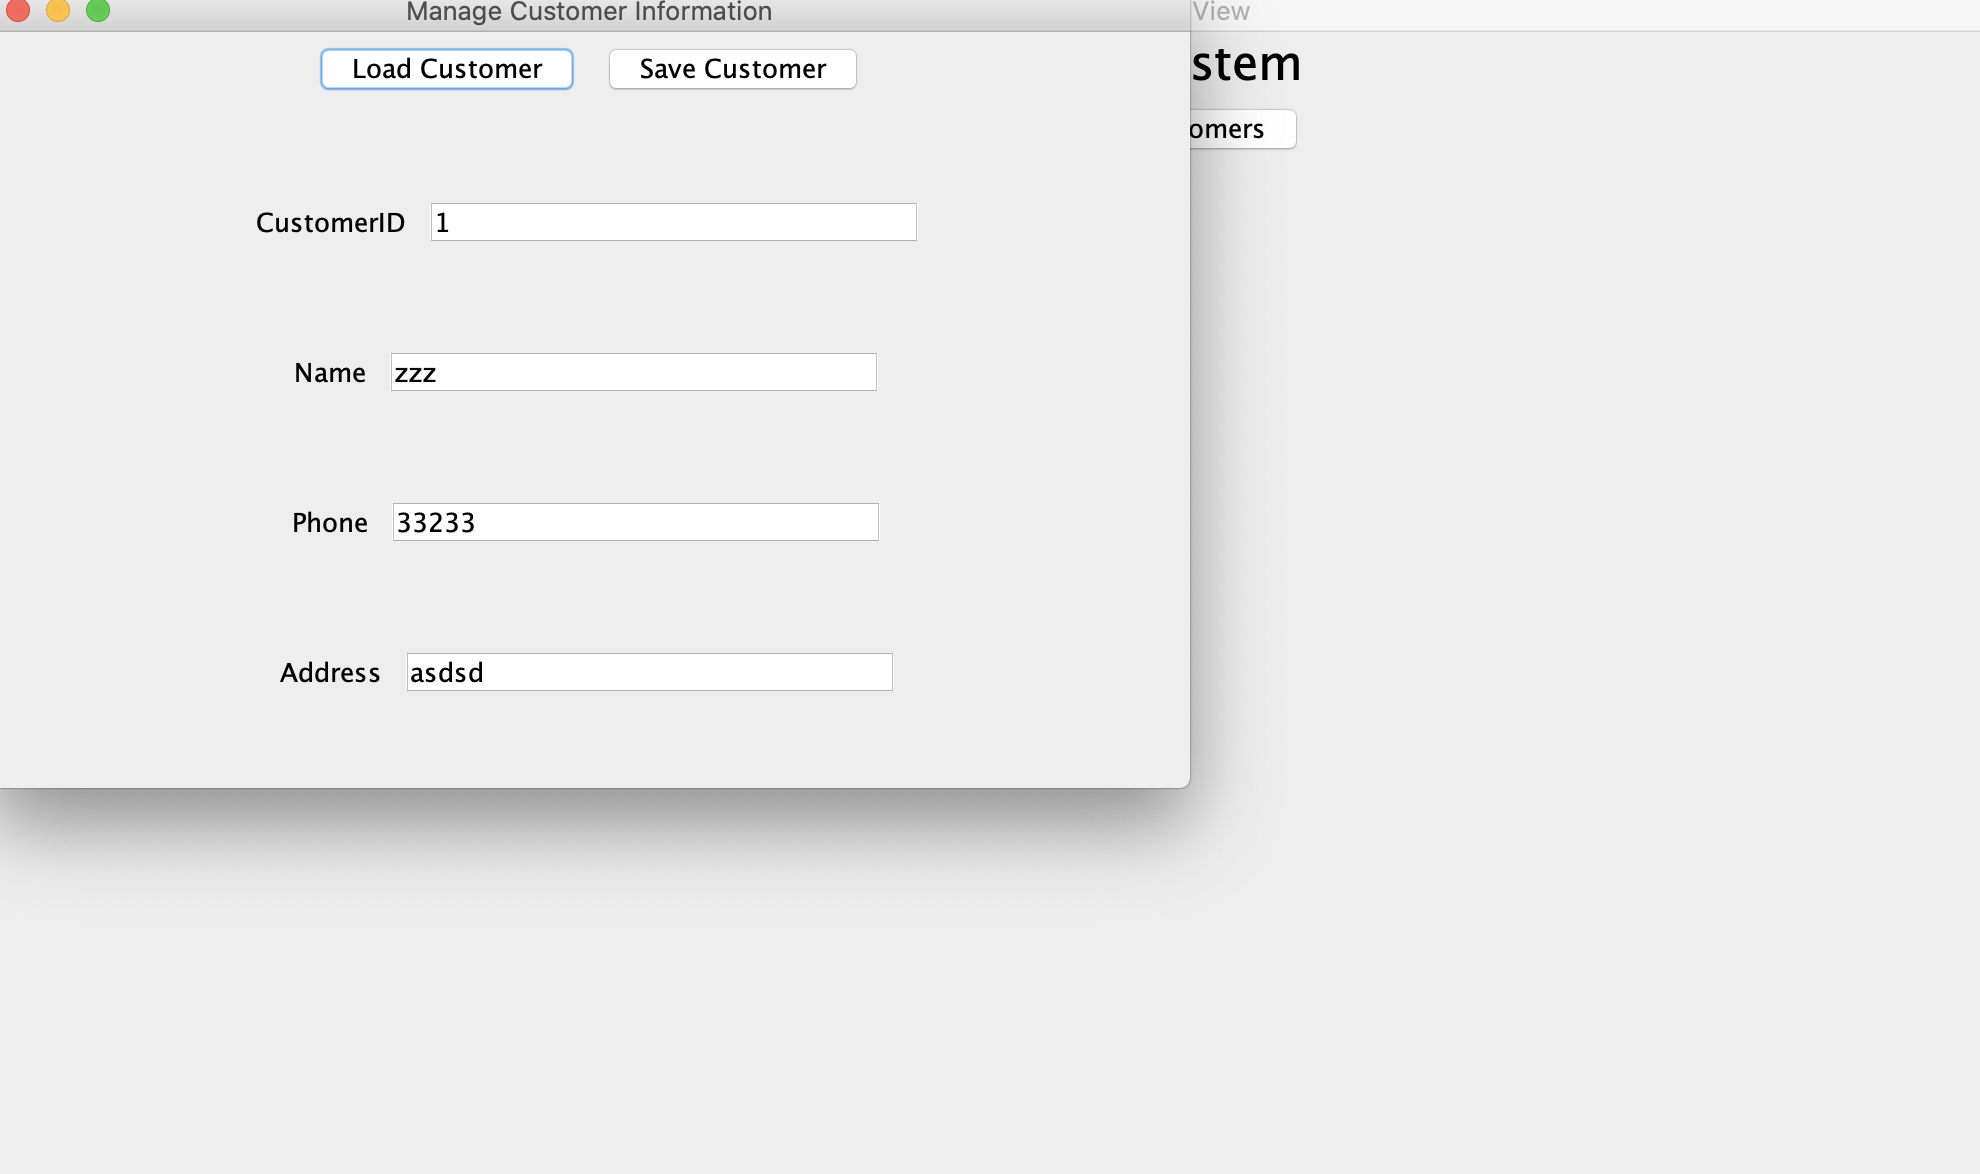 Manage Customer Information
View
Load Customer Save Customer
stem
omers
CustomerID 1
Name zzz
Phone 33233
Address asdsd